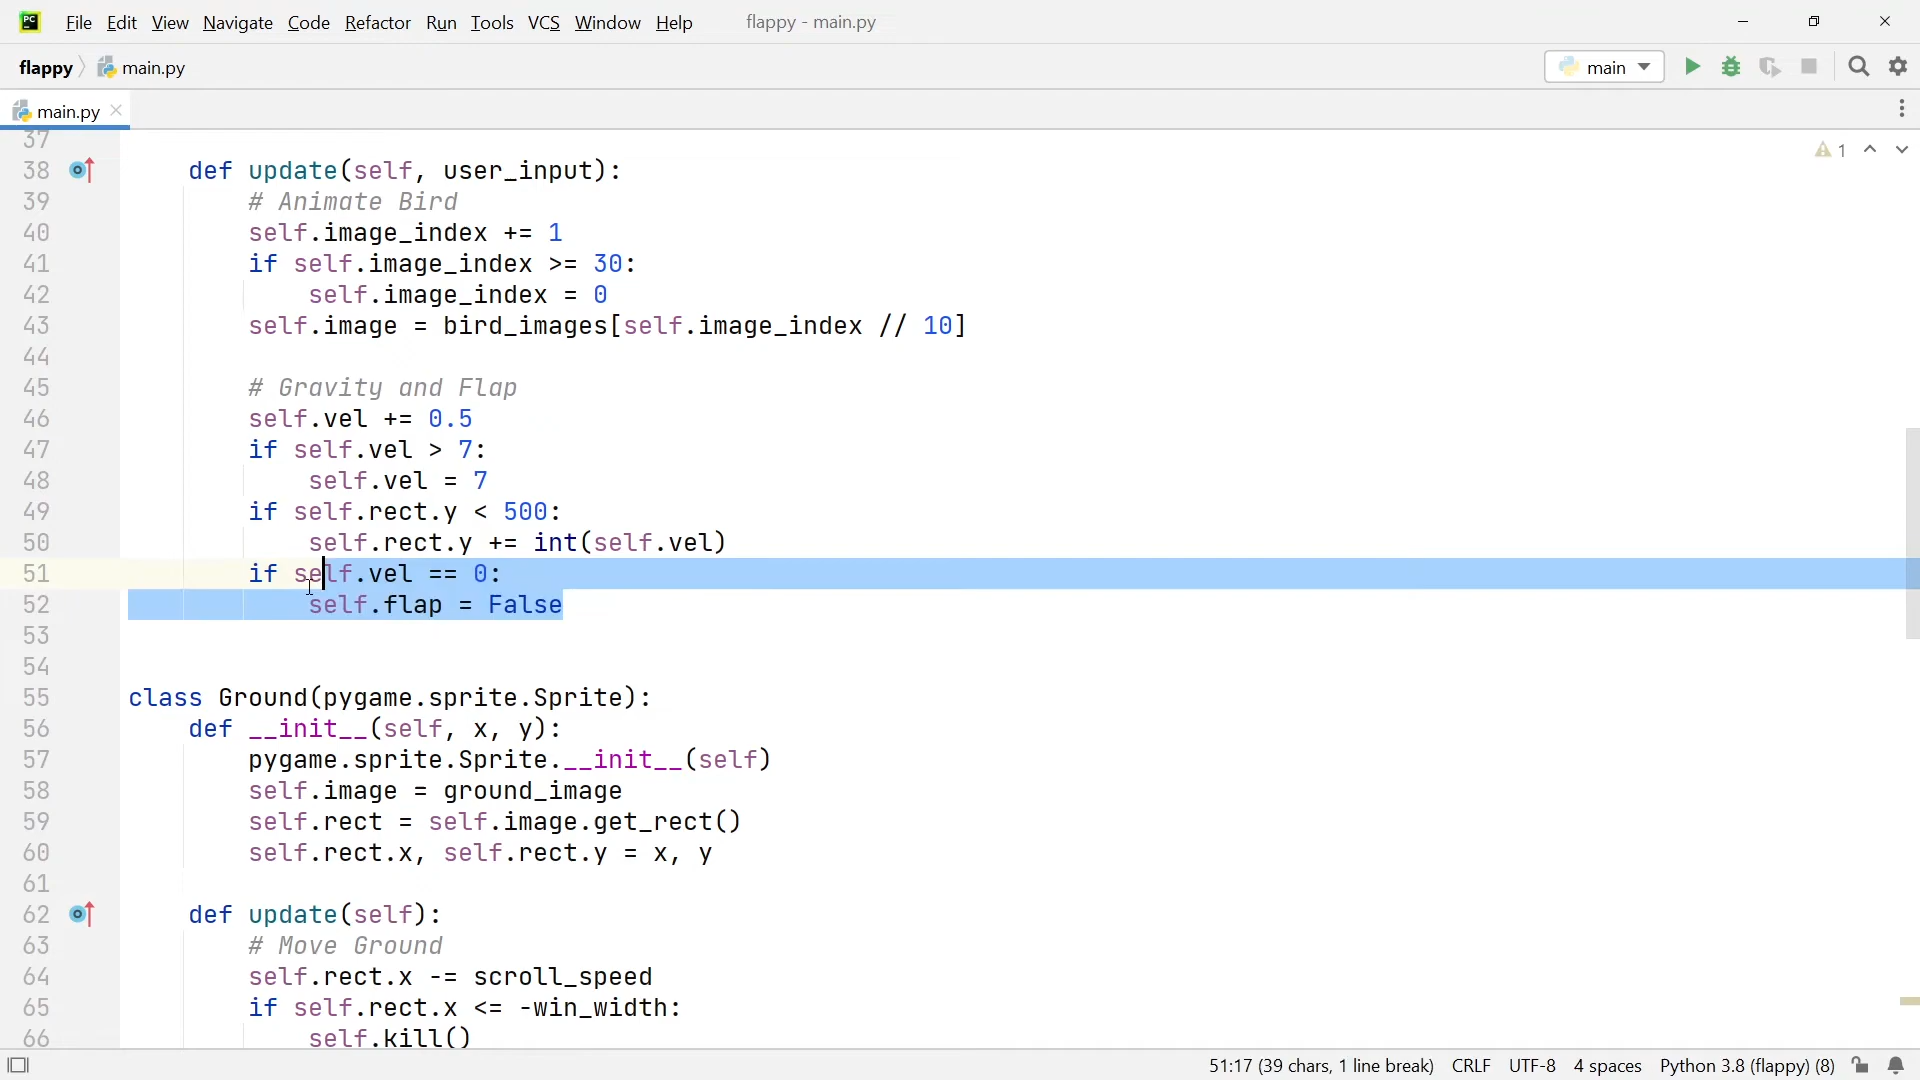 File Edit View Navigate Code Refactor Run Tools VCS Window Help flappy - main.py
flappy main.py main
main.py
37
38 def update(self, user_input): 1
39 # Animate Bird
40 self.image_index += 1
41 if self.image_index >= 30:
42 self.image_index = 0
43 self.image = bird_images[self.image_index // 10]
44
45 # Gravity and Flap
46 self.vel += 0.5
47 if self.vel > 7:
48 self.vel = 7
49 if self.rect.y < 500:
50 self.rect.y += int(self.vel)
51 if self.vel == 0:
52 self.flap = False
53
54
55 class Ground(pygame.sprite.Sprite):
56 def __init__(self, x, y):
57 pygame.sprite.Sprite.__init__(self)
58 self.image = ground_image
59 self.rect = self.image.get_rect()
60 self.rect.x, self.rect.y = x, y
61
62 def update(self):
63 # Move Ground
64 self.rect.x -= scroll_speed
65 if self.rect.x <= -win_width:
66 self.kill()
51:17 (39 chars, 1 line break) CRLF UTF-8 4 spaces Python 3.8 (flappy) (8)